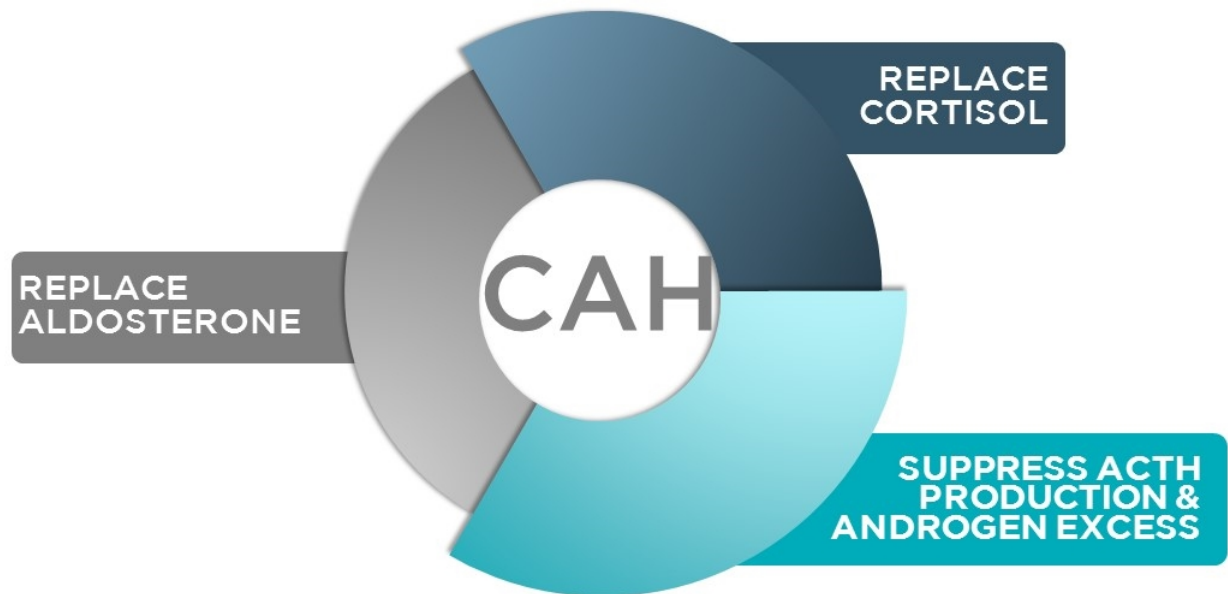 REPLACE
CORTISOL
CAH
REPLACE
ALDOSTERONE
SUPPRESS ACTH
PRODUCTION &
ANDROGEN EXCESS